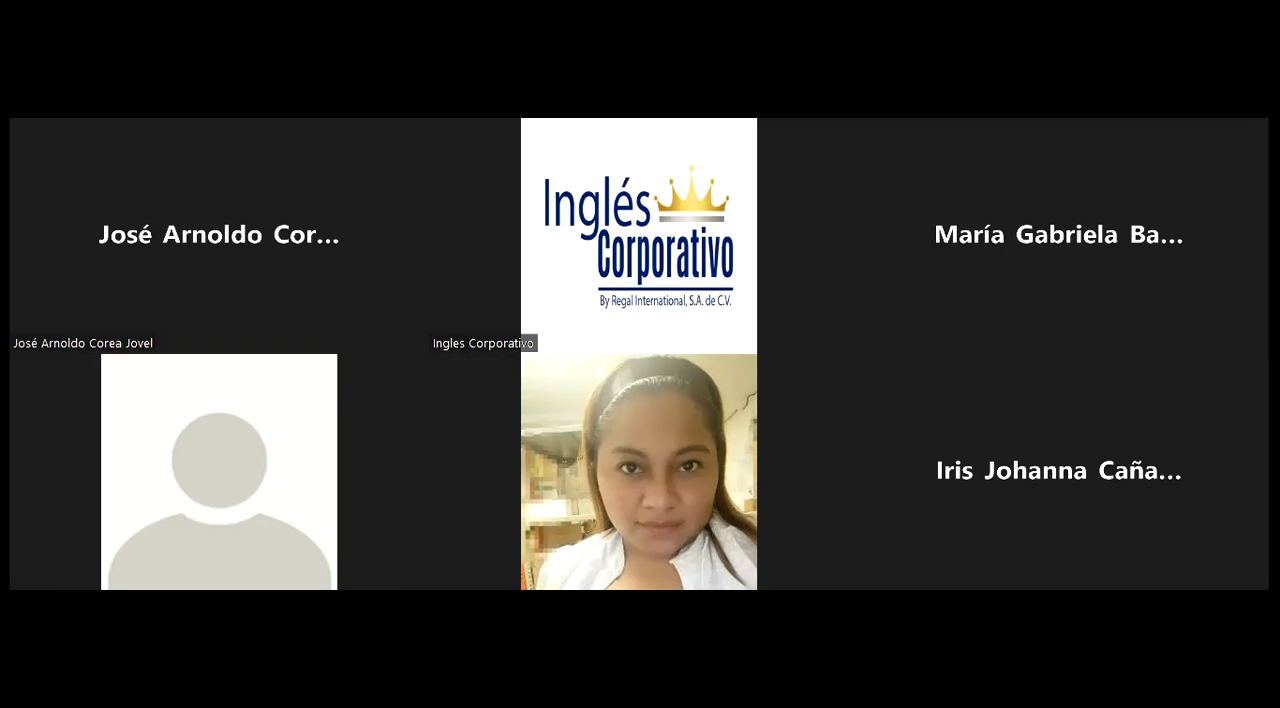 José Arnoldo Cor...
Inglés
Corporativo
By Regal International, S.A. de C.V.
María Gabriela Ba...
José Arnoldo Corea Jovel
Ingles Corporativo
Iris Johanna Caña...